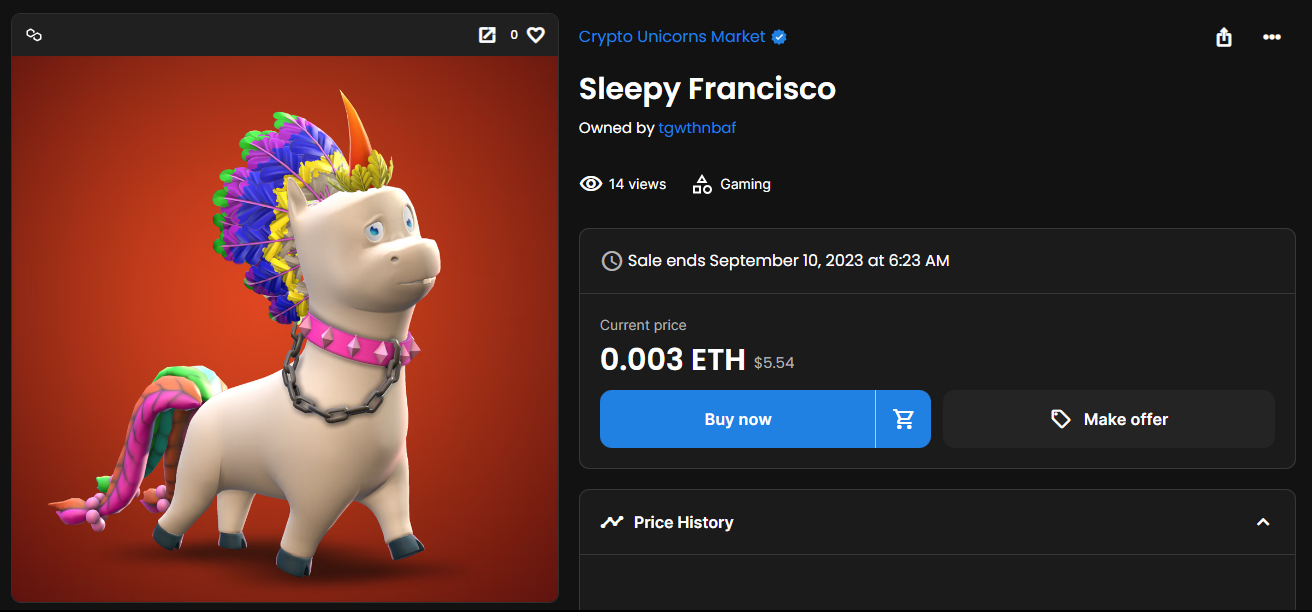 0
Crypto Unicorns Market
Sleepy Francisco
Owned by tgwthnbaf
14 views Gaming
Sale ends September 10, 2023 at 6:23 AM
Current price
0.003 ETH $5.54
Buy now
Make offer
Price History